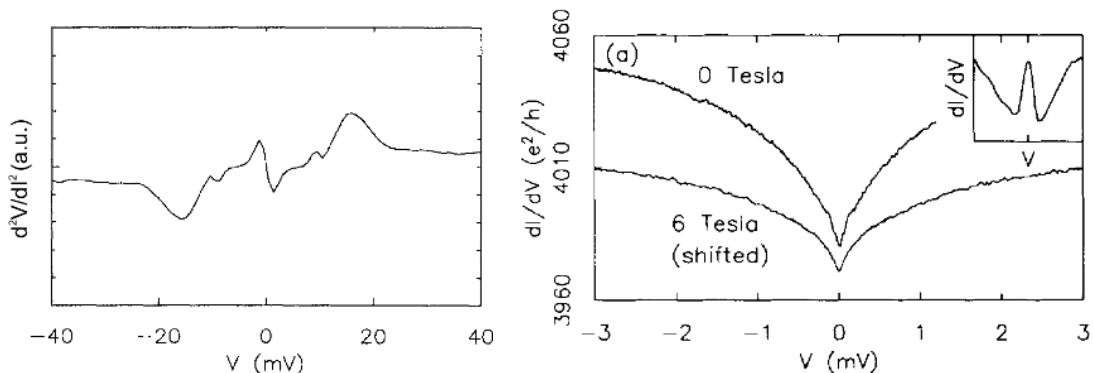 d²V/dI² (a.u.)
−40
−20
0
20
40
V (mV)
(a)
0 Tesla
6 Tesla
(shifted)
dI/dV (e²/h)
4060
4010
3960
−3
−2
−1
0
1
2
3
V (mV)
dI/dV
V